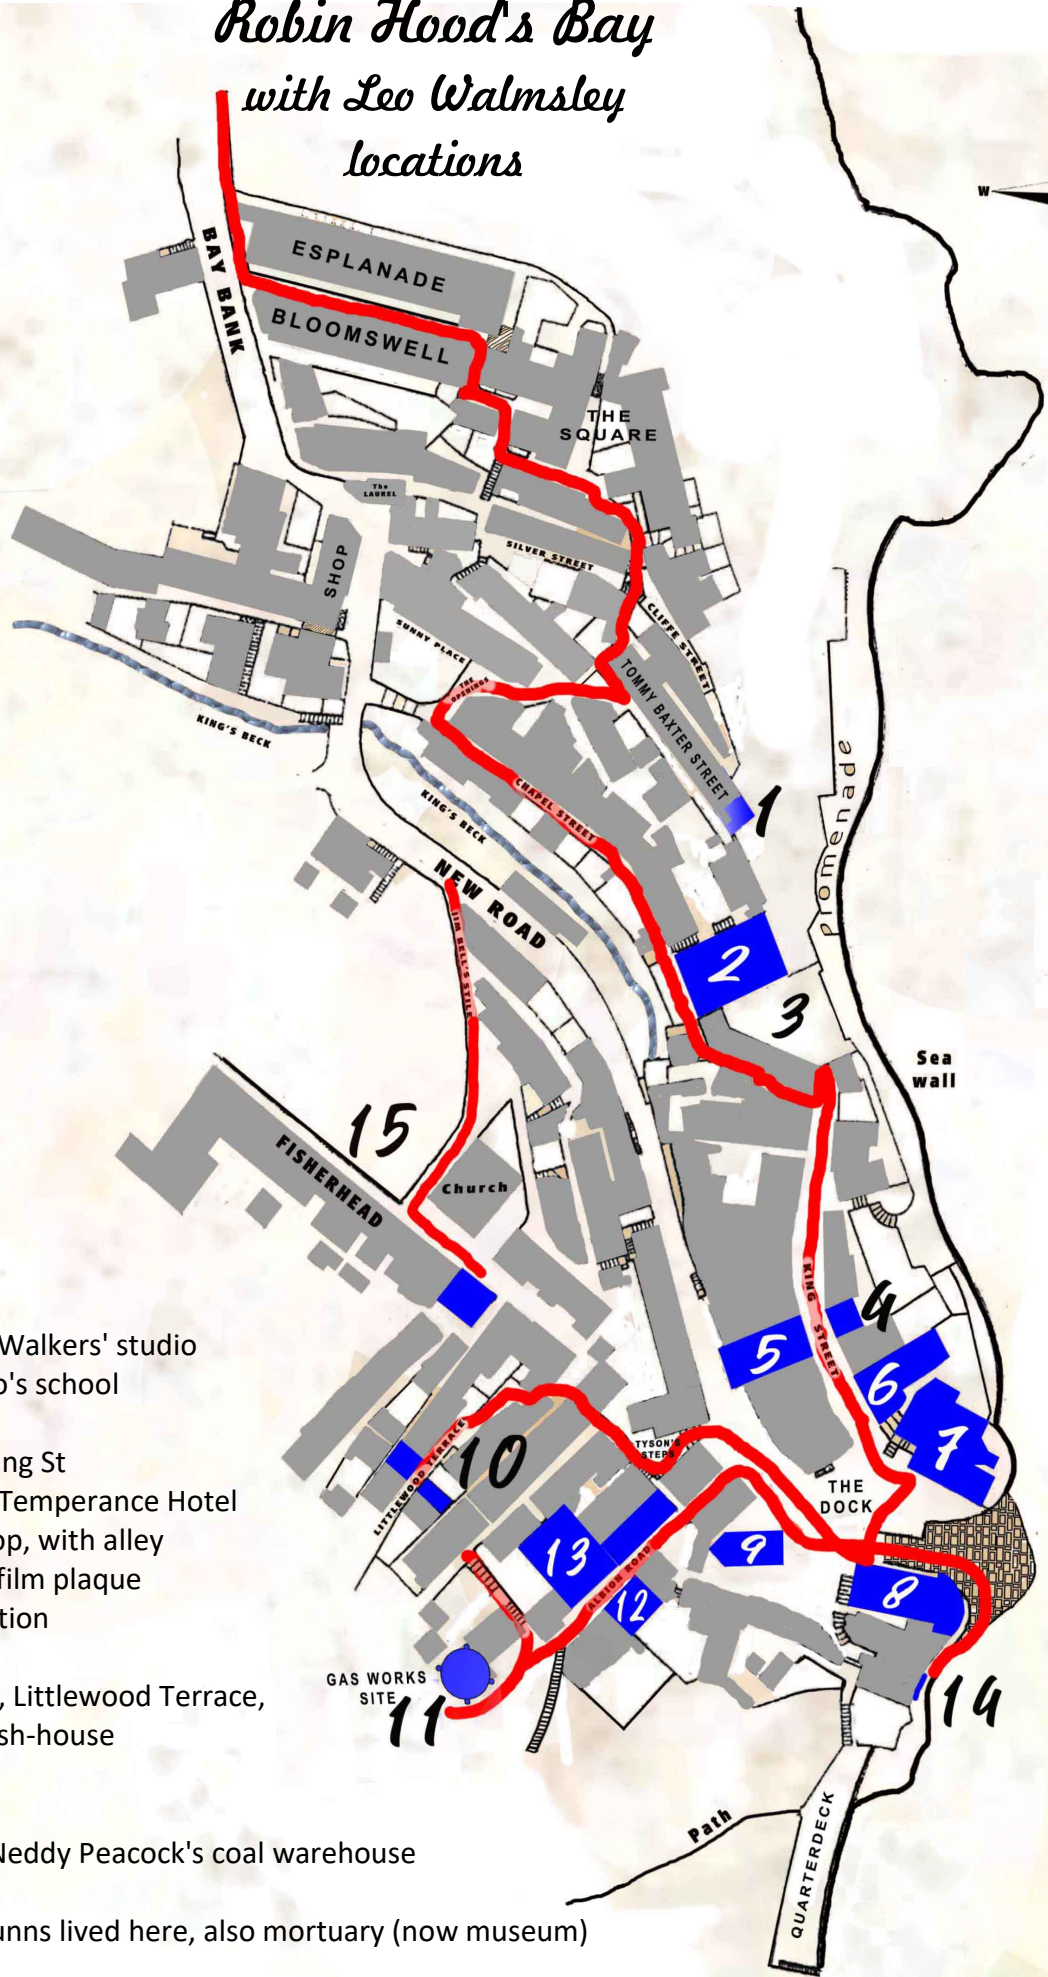 Robin Hood's Bay
with Leo Walmsley
locations
W
ESPLANADE
BAY BANK
BLOOMSWELL
THE
SQUARE
The
LAUREL
SHOP
SILVER STREET
CLIFFE STREET
SUNNY PLACE
THE
OPENINGS
TOMMY BAXTER STREET
KING'S BECK
Promenade
1
KING'S BECK
CHAPEL STREET
NEW ROAD
JIM BELL'S STILE
2
3
Sea
wall
15
FISHERHEAD
Church
KING STREET
4
5
6
7
Walkers' studio
o's school
ng St
Temperance Hotel
op, with alley
film plaque
tion
, Littlewood Terrace,
sh-house
Neddy Peacock's coal warehouse
unns lived here, also mortuary (now museum)
LITTLEWOOD TERRACE
10
TYSON'S
STEPS
THE
DOCK
9
13
ALBION ROAD
12
8
GAS WORKS
SITE
11
14
Path
QUARTERDECK